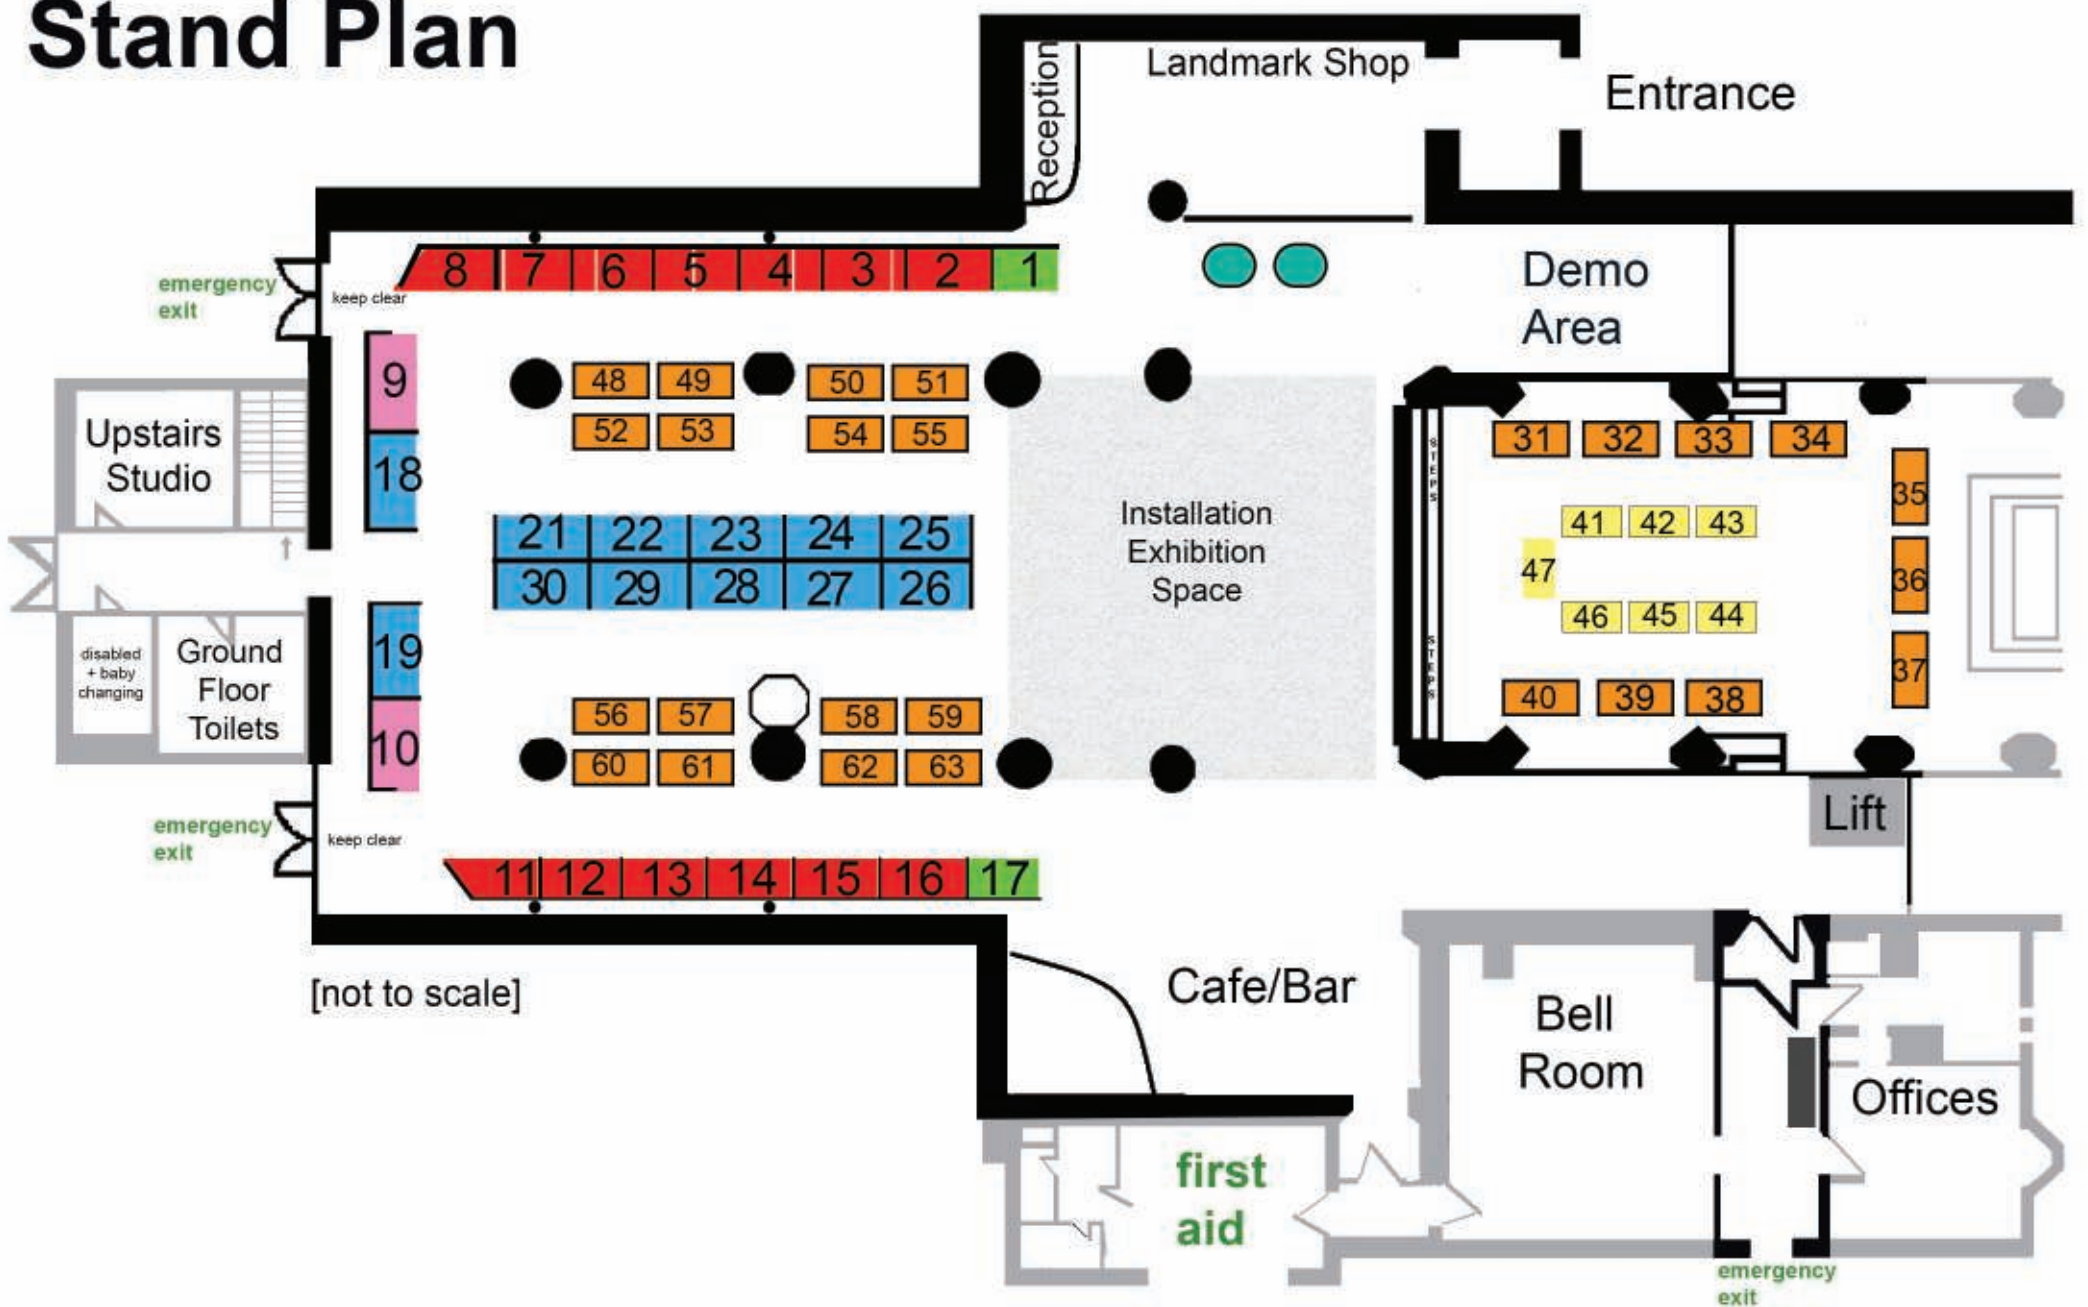 Stand Plan
Reception
Landmark Shop
Entrance
emergency
exit
keep clear
8 7 6 5 4 3 2 1
Demo
Area
9
18
48 49 50 51
52 53 54 55
Upstairs
Studio
21 22 23 24 25
30 29 28 27 26
Installation
Exhibition
Space
STEPS
STEPS
31 32 33 34
35
36
37
41 42 43
47
46 45 44
40 39 38
disabled
+ baby
changing
Ground
Floor
Toilets
19
10
56 57 58 59
60 61 62 63
Lift
emergency
exit
keep clear
11 12 13 14 15 16 17
[not to scale]
Cafe/Bar
Bell
Room
Offices
first
aid
emergency
exit